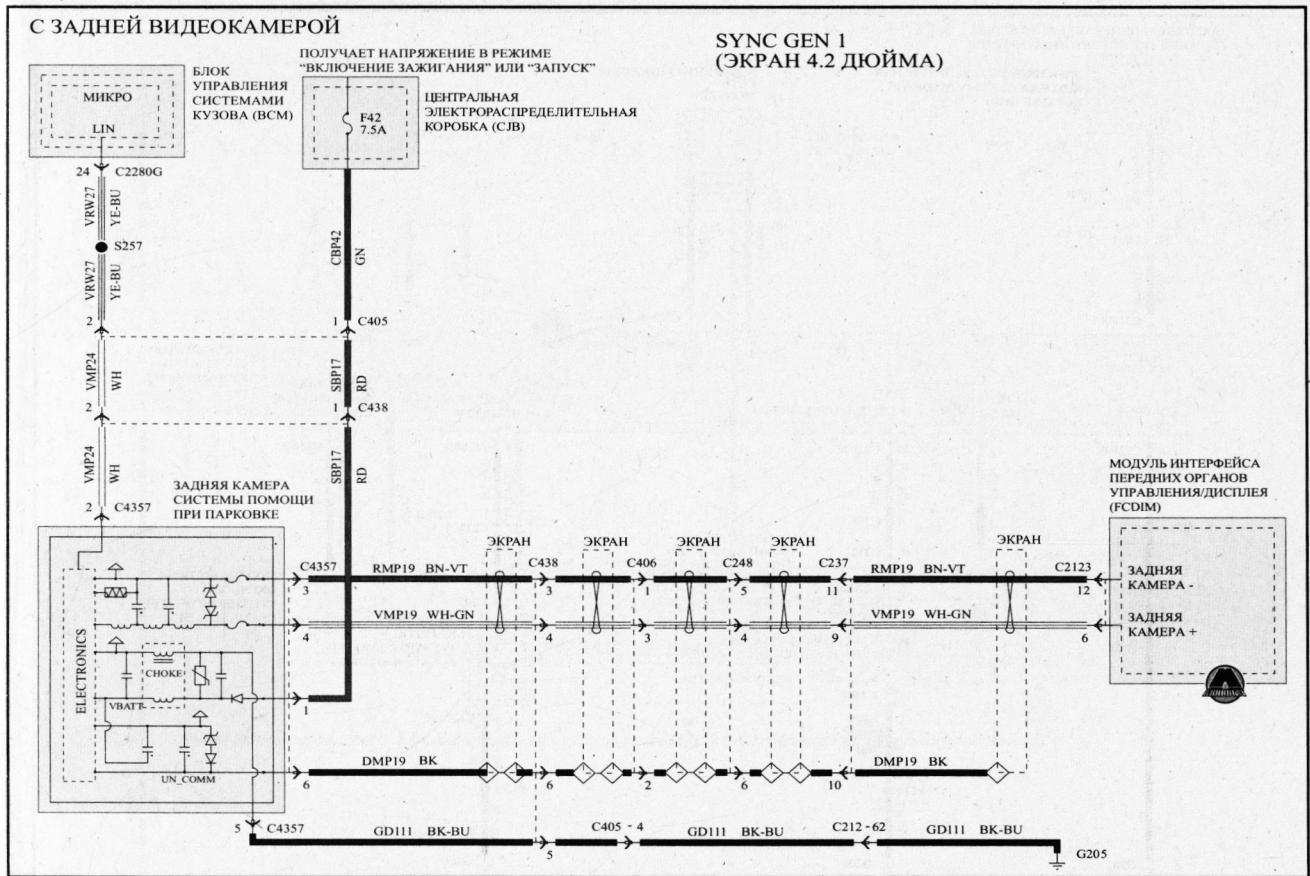 С ЗАДНЕЙ ВИДЕОКАМЕРОЙ
ПОЛУЧАЕТ НАПРЯЖЕНИЕ В РЕЖИМЕ
“ВКЛЮЧЕНИЕ ЗАЖИГАНИЯ” ИЛИ “ЗАПУСК”
SYNC GEN 1
(ЭКРАН 4.2 ДЮЙМА)
БЛОК
УПРАВЛЕНИЯ
СИСТЕМАМИ
КУЗОВА (BCM)
МИКРО
LIN
F42
7.5A
ЦЕНТРАЛЬНАЯ
ЭЛЕКТРОРАСПРЕДЕЛИТЕЛЬНАЯ
КОРОБКА (CJB)
24 C2280G
VRW27 YE-BU
S257
VRW27 YE-BU
CBP42 GN
2
1 C405
VMP24 WH
SBP17 RD
2
1 C438
VMP24 WH
SBP17 RD
2 C4357
ЗАДНЯЯ КАМЕРА
СИСТЕМЫ ПОМОЩИ
ПРИ ПАРКОВКЕ
МОДУЛЬ ИНТЕРФЕЙСА
ПЕРЕДНИХ ОРГАНОВ
УПРАВЛЕНИЯ/ДИСПЛЕЯ
(FCDIM)
ЭКРАН ЭКРАН ЭКРАН ЭКРАН ЭКРАН
C4357 RMP19 BN-VT C438 C406 C248 C237 RMP19 BN-VT C2123
3 3 1 5 11 12
ЗАДНЯЯ
КАМЕРА -
VMP19 WH-GN VMP19 WH-GN
4 4 3 4 9 6
ЗАДНЯЯ
КАМЕРА +
ELECTRONICS
CHOKE
VBATT
1
UN_COMM
DMP19 BK DMP19 BK
6 6 2 6 10
5 C4357 GD111 BK-BU C405 - 4 GD111 BK-BU C212 - 62 GD111 BK-BU
5
G205